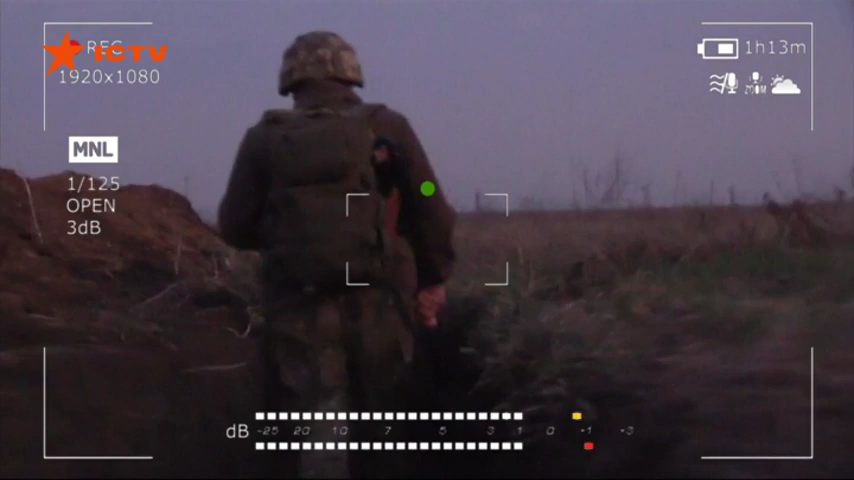 REC
ICTV
1920x1080
1h13m
ZOOM
MNL
1/125
OPEN
3dB
dB -25 20 10 7 5 3 1 0 -1 -3